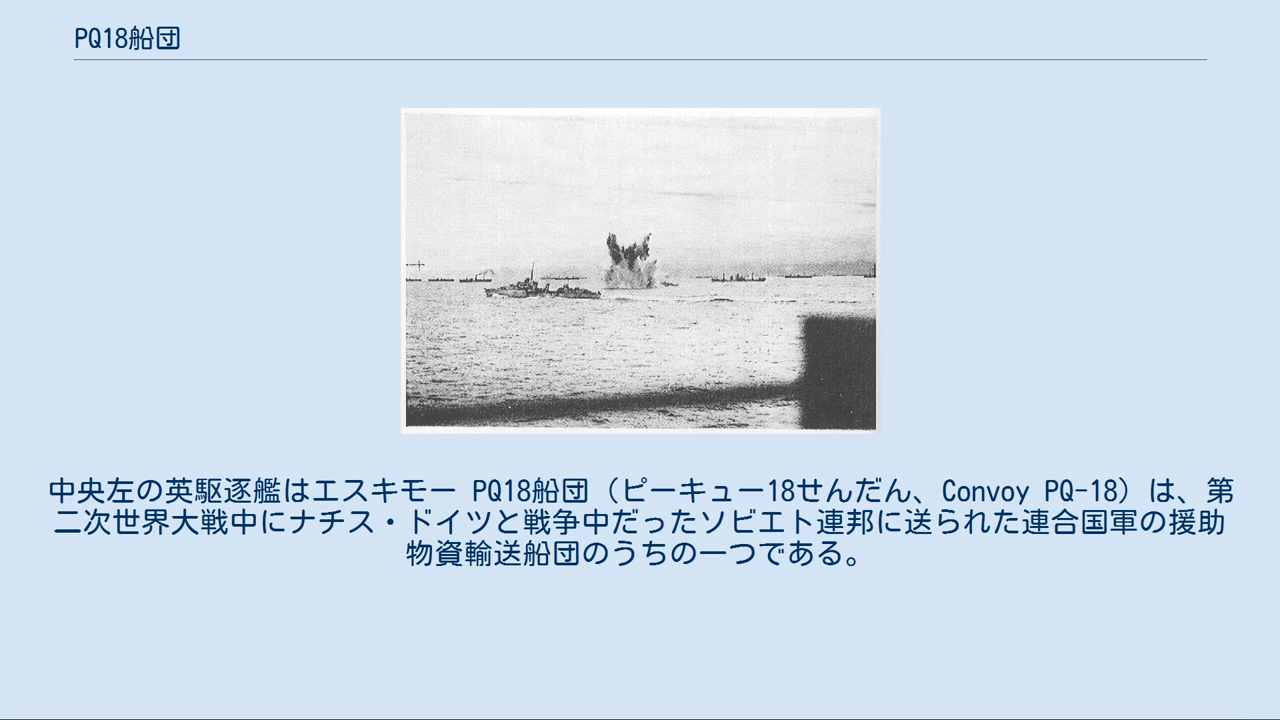 PQ18船団
中央左の英駆逐艦はエスキモー PQ18船団（ピーキュー18せんだん、Convoy PQ-18）は、第
二次世界大戦中にナチス・ドイツと戦争中だったソビエト連邦に送られた連合国軍の援助
物資輸送船団のうちの一つである。